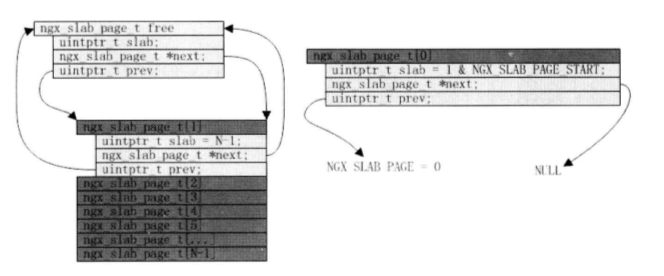 ngx slab page t free
uintptr t slab;
ngx slab page t *next;
uintptr t prev;
ngx slab page t[1]
uintptr t slab = N-1;
ngx slab page t *next;
uintptr t prev;
ngx slab page t[2]
ngx slab page t[3]
ngx slab page t[4]
ngx slab page t[5]
ngx slab page t[...]
ngx slab page t[N-1]
ngx slab page t[0]
uintptr t slab = 1 & NGX SLAB PAGE START;
ngx slab page t *next;
uintptr t prev;
NGX SLAB PAGE = 0
NULL